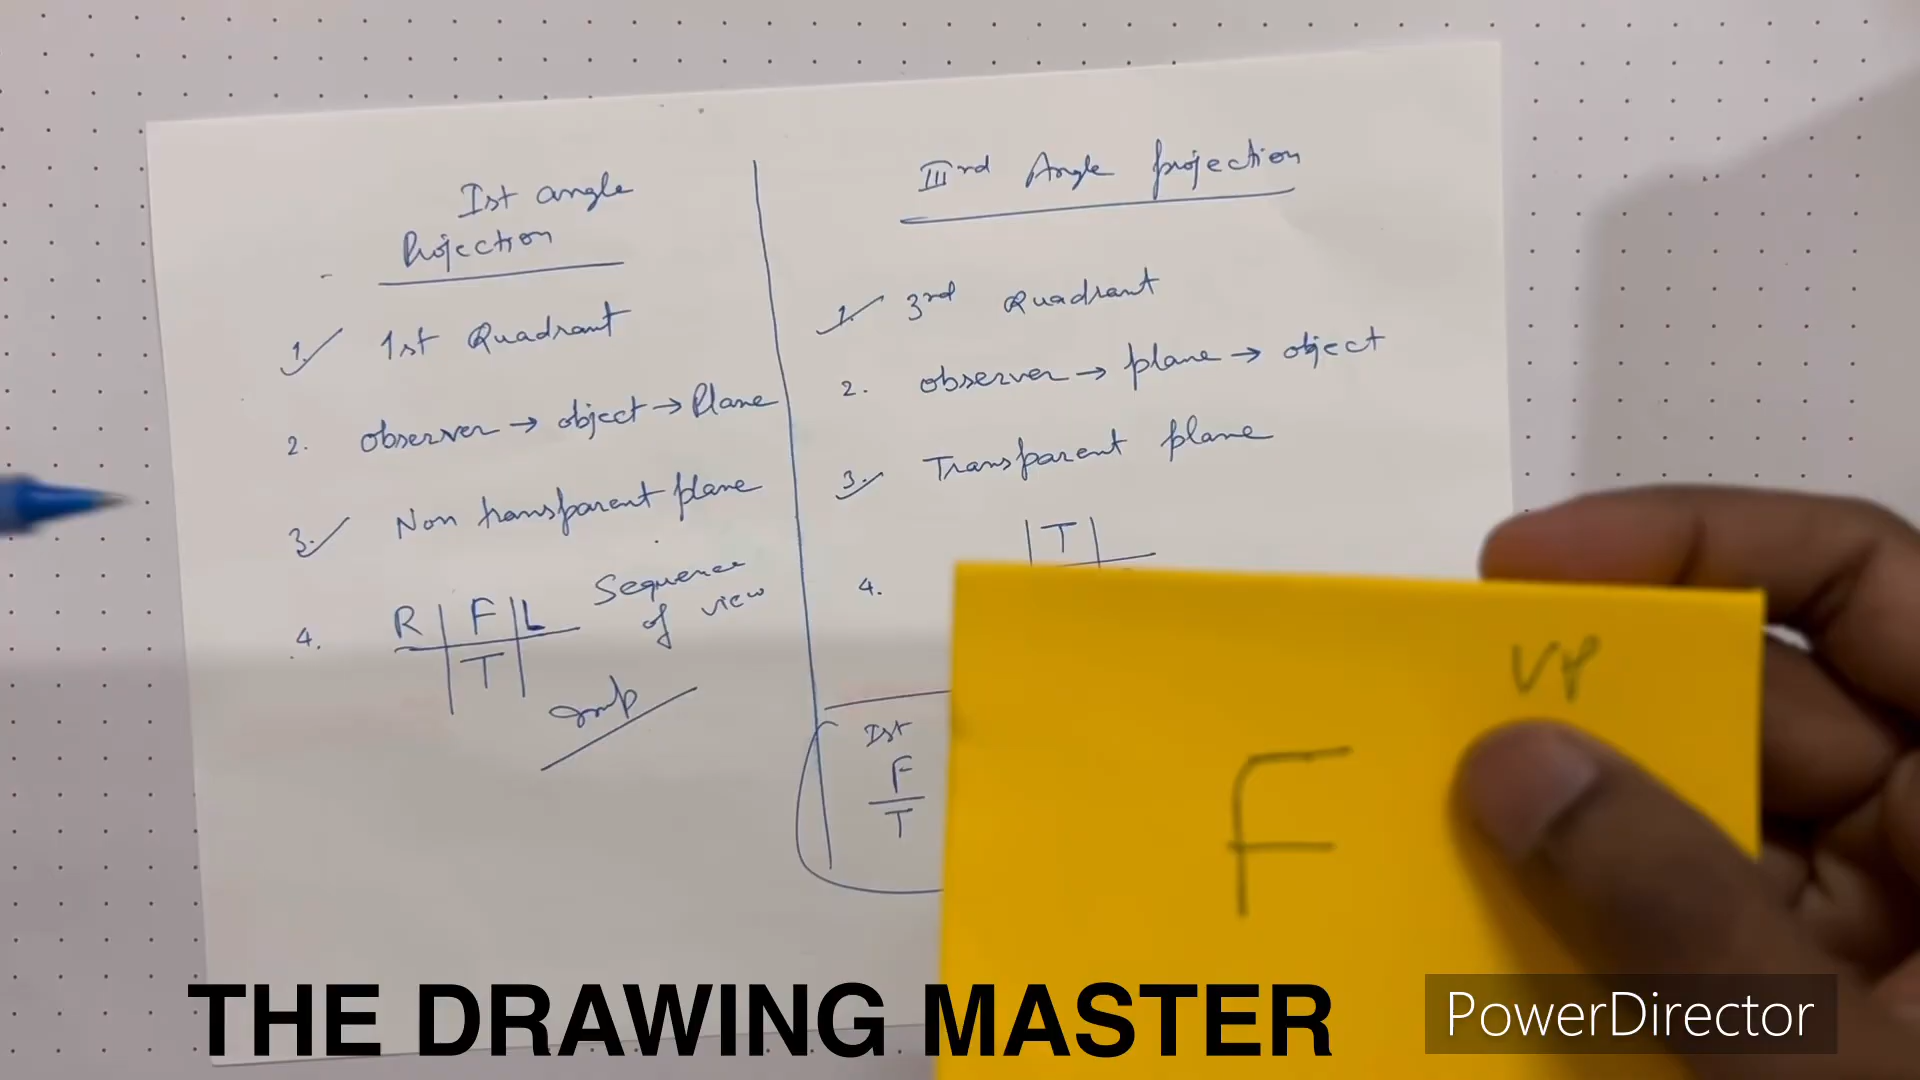 Ist angle
Projection
1. 1st Quadrant
2. observer → object → Plane
3. Non transparent plane
4. R | F | L
T
Sequence
of view
Imp
IIIrd Angle projection
1. 3rd Quadrant
2. observer → plane → object
3. Transparent plane
4.
T
Ist
F
T
VP
F
THE DRAWING MASTER
PowerDirector